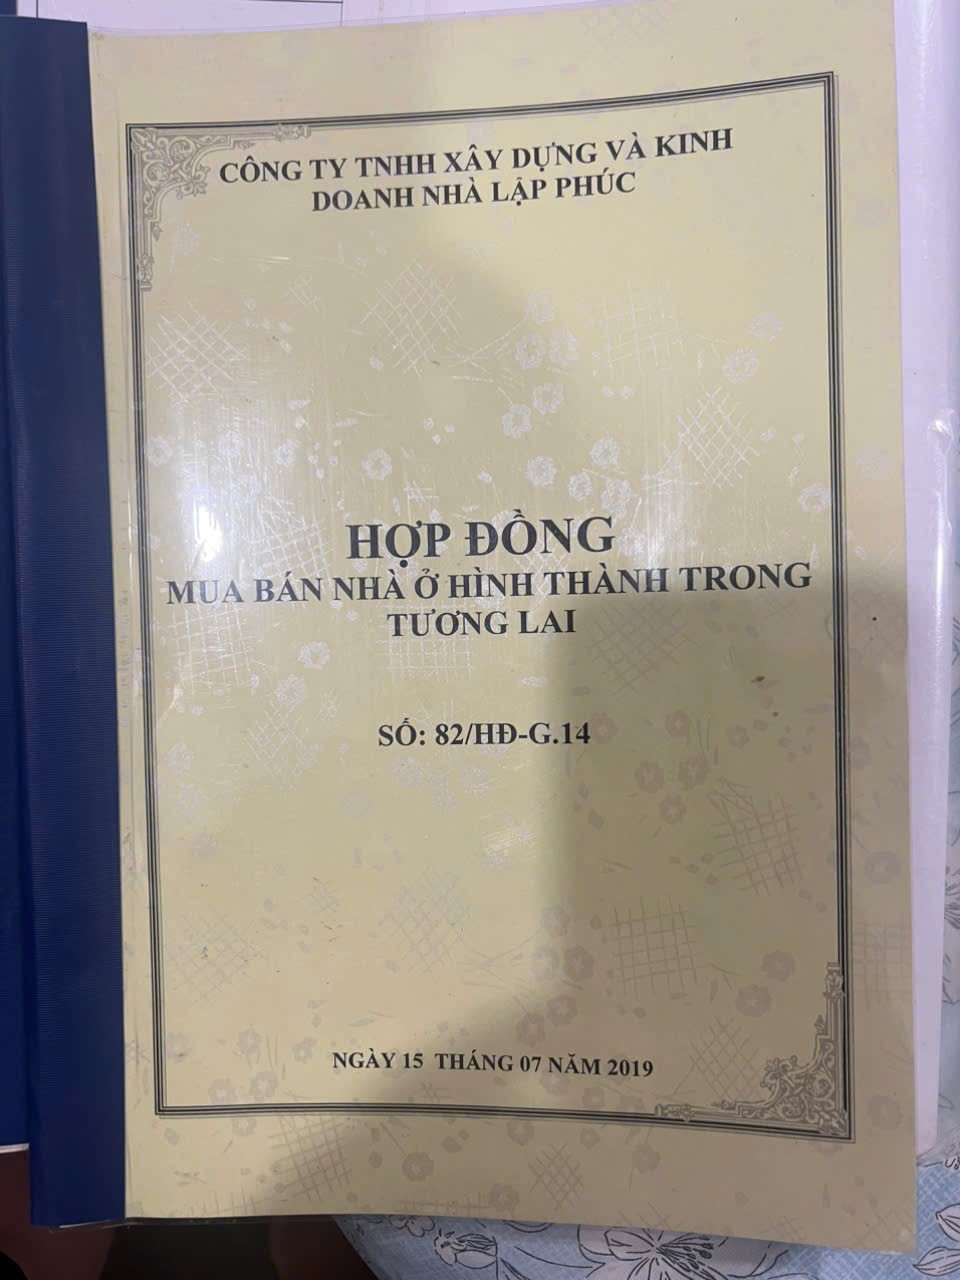 CÔNG TY TNHH XÂY DỰNG VÀ KINH
DOANH NHÀ LẬP PHÚC
HỢP ĐỒNG
MUA BÁN NHÀ Ở HÌNH THÀNH TRONG
TƯƠNG LAI
SỐ: 82/HĐ-G.14
NGÀY 15 THÁNG 07 NĂM 2019